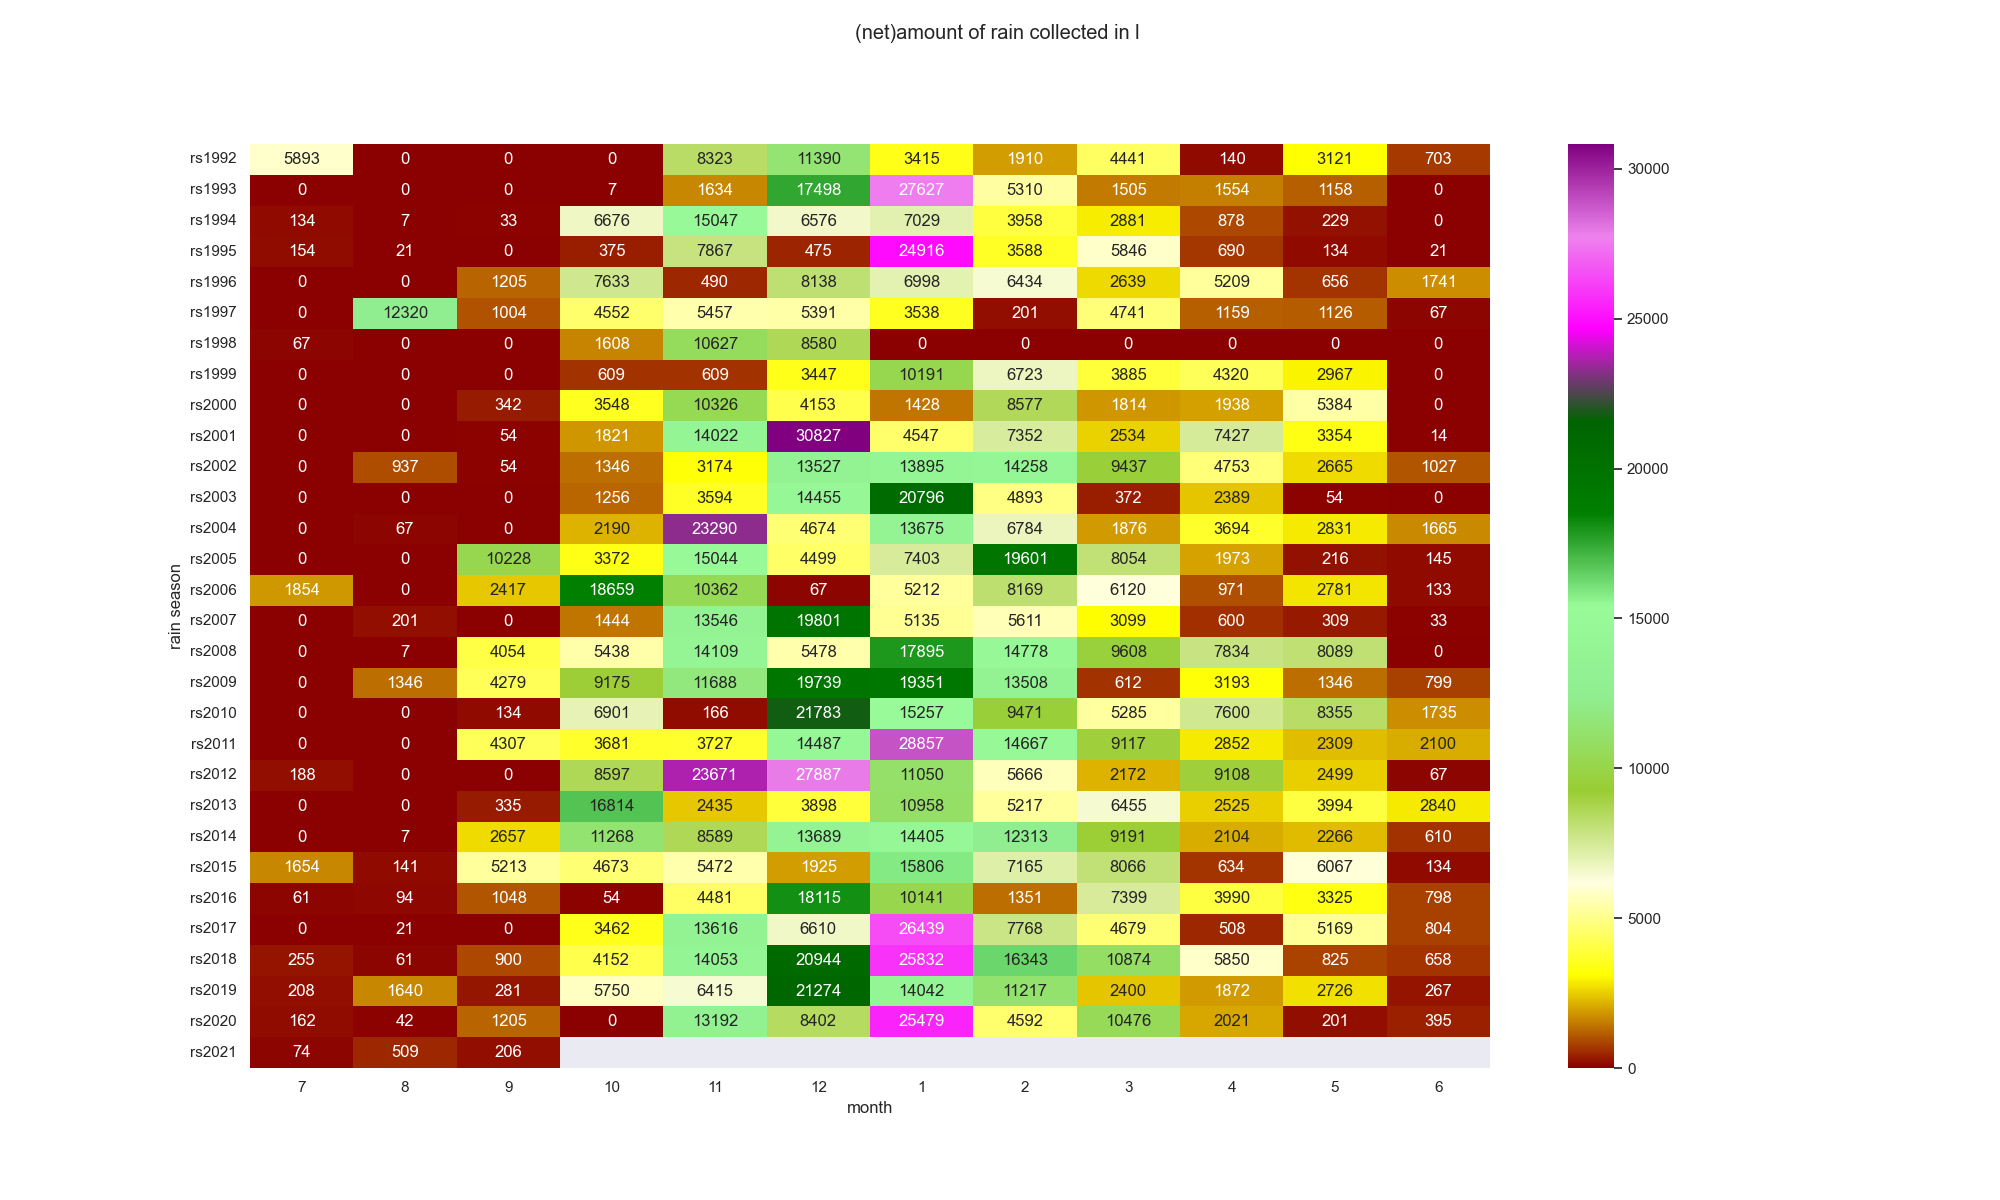 (net)amount of rain collected in l
rs1992 5893 0 0 0 8323 11390 3415 1910 4441 140 3121 703
rs1993 0 0 0 7 1634 17498 27627 5310 1505 1554 1158 0
rs1994 134 7 33 6676 15047 6576 7029 3958 2881 878 229 0
rs1995 154 21 0 375 7867 475 24916 3588 5846 690 134 21
rs1996 0 0 1205 7633 490 8138 6998 6434 2639 5209 656 1741
rs1997 0 12320 1004 4552 5457 5391 3538 201 4741 1159 1126 67
rs1998 67 0 0 1608 10627 8580 0 0 0 0 0 0
rs1999 0 0 0 609 609 3447 10191 6723 3885 4320 2967 0
rs2000 0 0 342 3548 10326 4153 1428 8577 1814 1938 5384 0
rs2001 0 0 54 1821 14022 30827 4547 7352 2534 7427 3354 14
rs2002 0 937 54 1346 3174 13527 13895 14258 9437 4753 2665 1027
rs2003 0 0 0 1256 3594 14455 20796 4893 372 2389 54 0
rs2004 0 67 0 2190 23290 4674 13675 6784 1876 3694 2831 1665
rs2005 0 0 10228 3372 15044 4499 7403 19601 8054 1973 216 145
rs2006 1854 0 2417 18659 10362 67 5212 8169 6120 971 2781 133
rs2007 0 201 0 1444 13546 19801 5135 5611 3099 600 309 33
rs2008 0 7 4054 5438 14109 5478 17895 14778 9608 7834 8089 0
rs2009 0 1346 4279 9175 11688 19739 19351 13508 612 3193 1346 799
rs2010 0 0 134 6901 166 21783 15257 9471 5285 7600 8355 1735
rs2011 0 0 4307 3681 3727 14487 28857 14667 9117 2852 2309 2100
rs2012 188 0 0 8597 23671 27887 11050 5666 2172 9108 2499 67
rs2013 0 0 335 16814 2435 3898 10958 5217 6455 2525 3994 2840
rs2014 0 7 2657 11268 8589 13689 14405 12313 9191 2104 2266 610
rs2015 1654 141 5213 4673 5472 1925 15806 7165 8066 634 6067 134
rs2016 61 94 1048 54 4481 18115 10141 1351 7399 3990 3325 798
rs2017 0 21 0 3462 13616 6610 26439 7768 4679 508 5169 804
rs2018 255 61 900 4152 14053 20944 25832 16343 10874 5850 825 658
rs2019 208 1640 281 5750 6415 21274 14042 11217 2400 1872 2726 267
rs2020 162 42 1205 0 13192 8402 25479 4592 10476 2021 201 395
rs2021 74 509 206
7 8 9 10 11 12 1 2 3 4 5 6
month
rain season
30000
25000
20000
15000
10000
5000
0